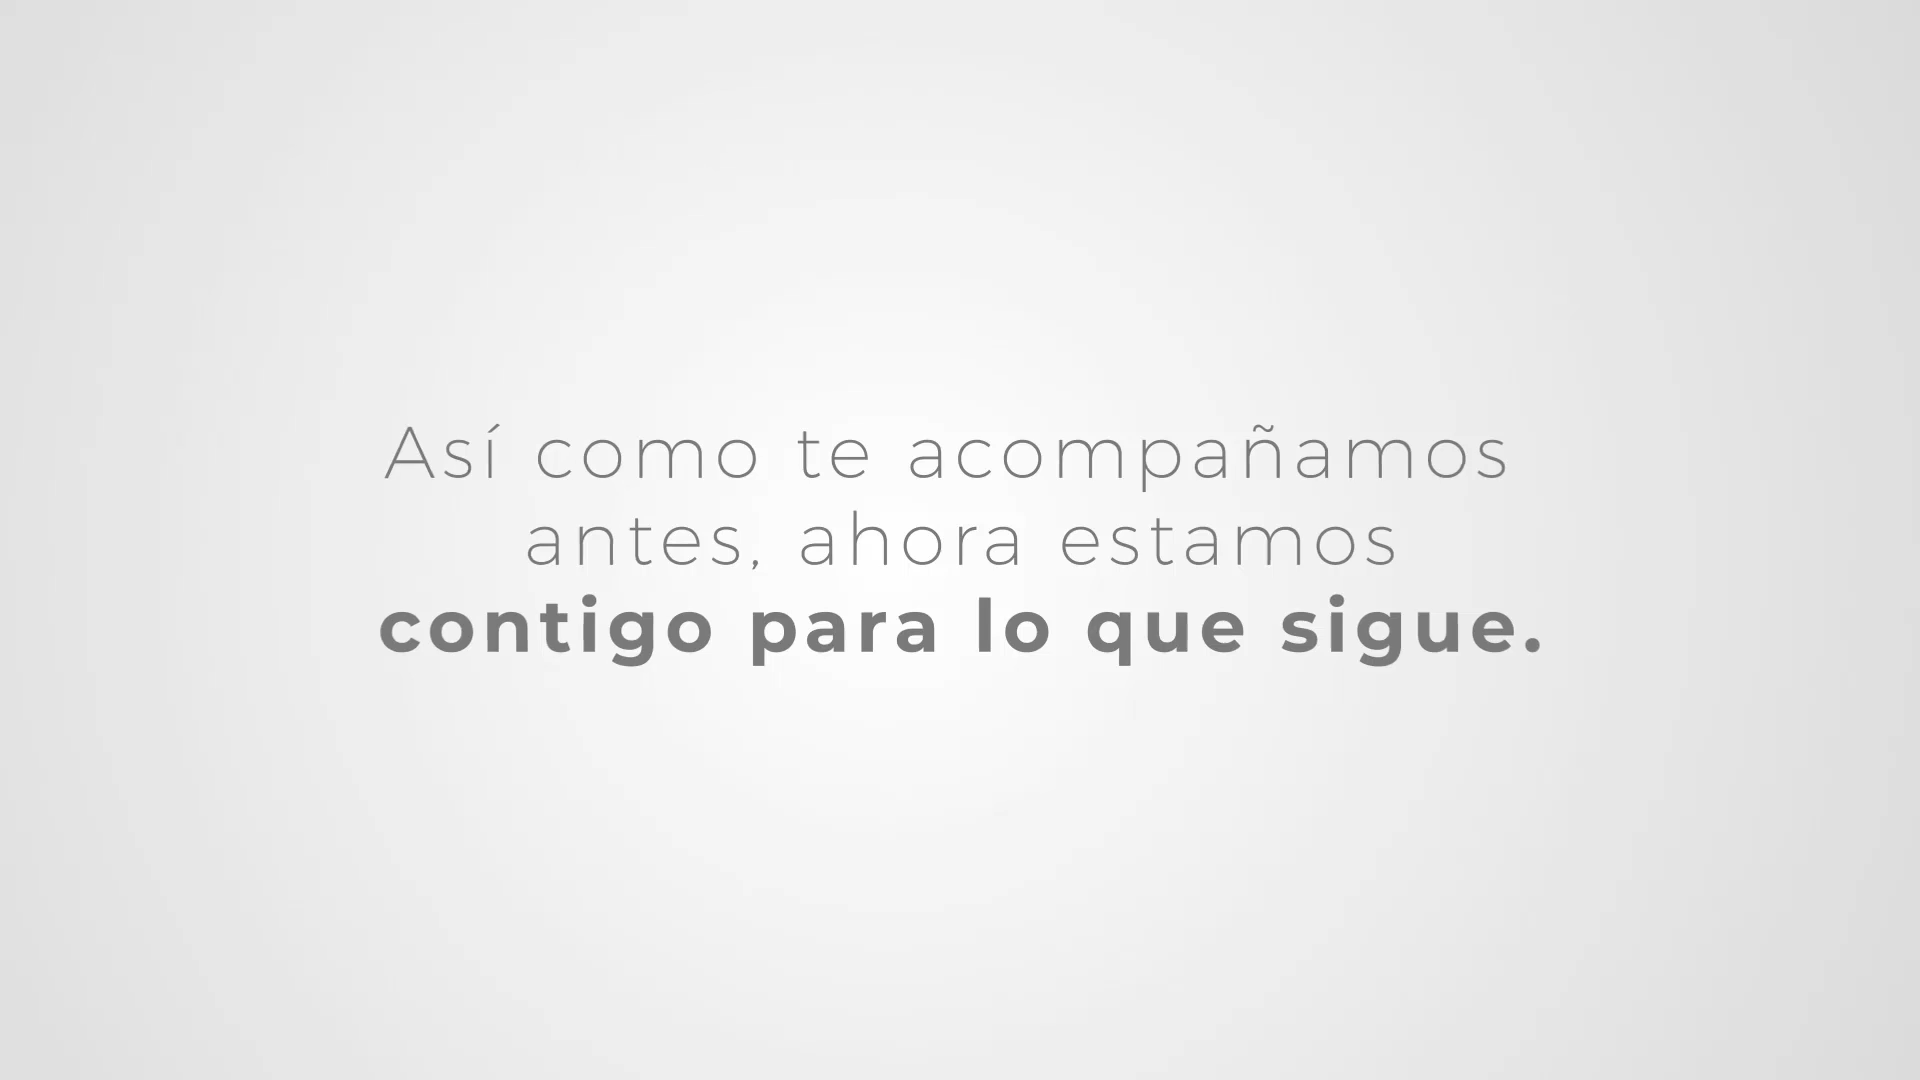 Así como te acompañamos
antes, ahora estamos
contigo para lo que sigue.